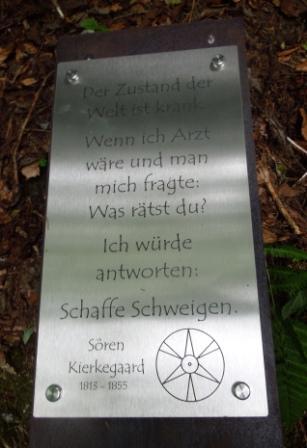 Der Zustand der
Welt ist krank.
Wenn ich Arzt
wäre und man
mich fragte:
Was rätst du?
Ich würde
antworten:
Schaffe Schweigen.
Sôren
Kierkegaard
1813 - 1855